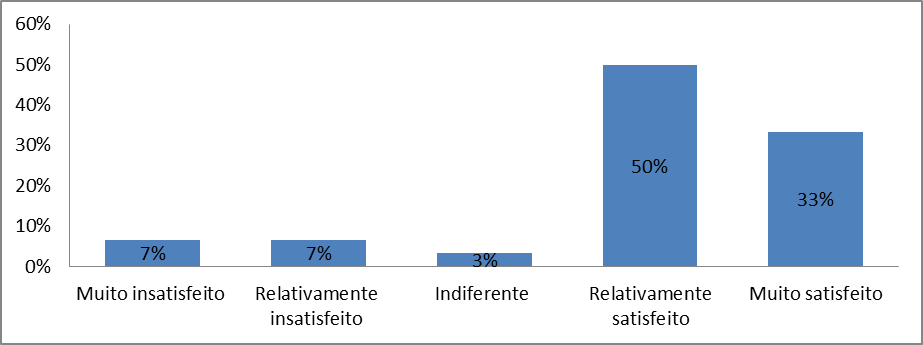 60%
50%
40%
30%
20%
10%
0%
7%
7%
3%
50%
33%
Muito insatisfeito
Relativamente
insatisfeito
Indiferente
Relativamente
satisfeito
Muito satisfeito